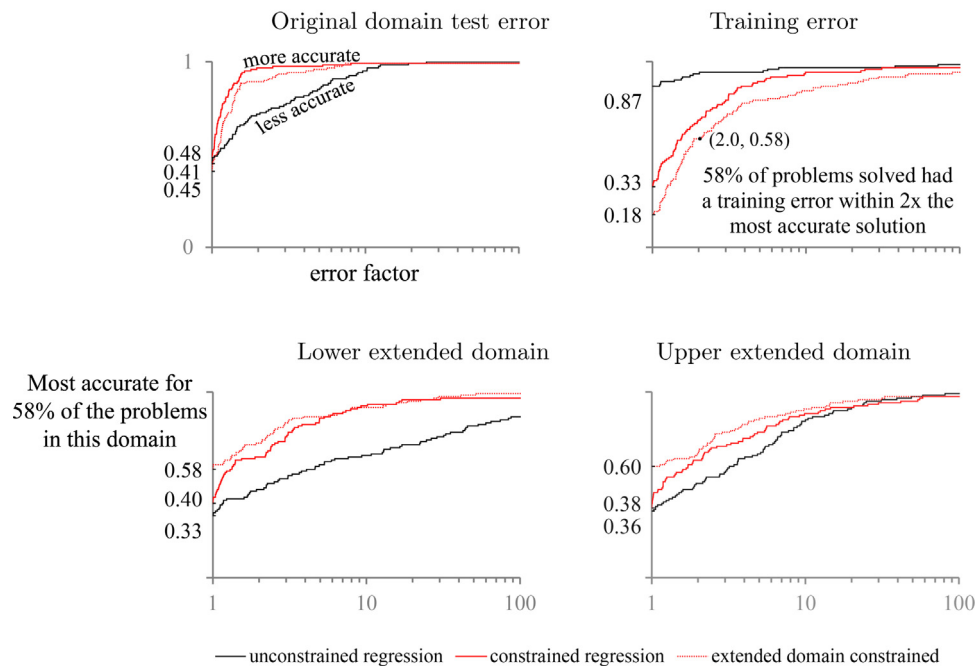 Original domain test error
Training error
1
more accurate
less accurate
0.48
0.41
0.45
0
error factor
0.87
(2.0, 0.58)
0.33
0.18
58% of problems solved had
a training error within 2x the
most accurate solution
Lower extended domain
Upper extended domain
Most accurate for
58% of the problems
in this domain
0.58
0.40
0.33
1
10
100
0.60
0.38
0.36
1
10
100
unconstrained regression
constrained regression
extended domain constrained